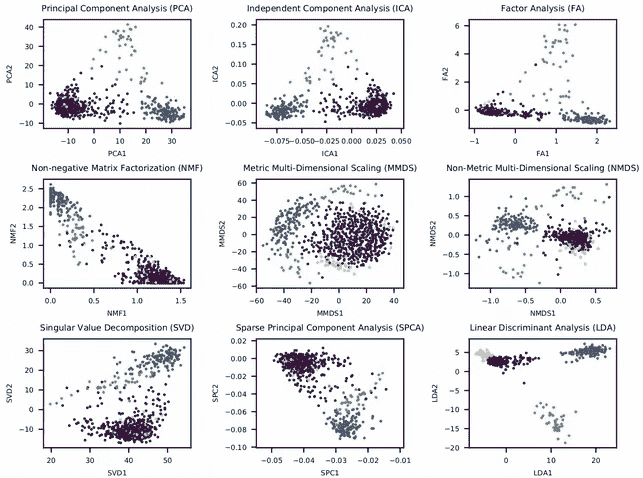 Principal Component Analysis (PCA)
40
30
20
10
0
−10
PCA2
−10 0 10 20 30
PCA1
Independent Component Analysis (ICA)
0.20
0.15
0.10
0.05
0.00
−0.05
ICA2
−0.075 −0.050 −0.025 0.000 0.025 0.050
ICA1
Factor Analysis (FA)
6
4
2
0
FA2
−1 0 1 2
FA1
Non-negative Matrix Factorization (NMF)
2.5
2.0
1.5
1.0
0.5
0.0
NMF2
0.0 0.5 1.0 1.5
NMF1
Metric Multi-Dimensional Scaling (MMDS)
60
40
20
0
−20
−40
−60
MMDS2
−60 −40 −20 0 20 40
MMDS1
Non-Metric Multi-Dimensional Scaling (NMDS)
1.0
0.5
0.0
−0.5
−1.0
NMDS2
−1.0 −0.5 0.0 0.5
NMDS1
Singular Value Decomposition (SVD)
30
20
10
0
−10
SVD2
20 30 40 50
SVD1
Sparse Principal Component Analysis (SPCA)
0.02
0.00
−0.02
−0.04
−0.06
−0.08
−0.10
SPC2
−0.05 −0.04 −0.03 −0.02 −0.01
SPC1
Linear Discriminant Analysis (LDA)
5
0
−5
−10
−15
−20
LDA2
0 10 20
LDA1